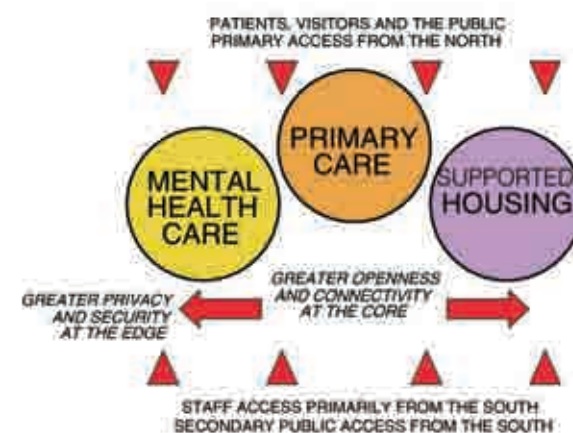 PATIENTS, VISITORS AND THE PUBLIC
PRIMARY ACCESS FROM THE NORTH
PRIMARY
CARE
MENTAL
HEALTH
CARE
SUPPORTED
HOUSING
GREATER OPENNESS
AND CONNECTIVITY
AT THE CORE
GREATER PRIVACY
AND SECURITY
AT THE EDGE
STAFF ACCESS PRIMARILY FROM THE SOUTH
SECONDARY PUBLIC ACCESS FROM THE SOUTH